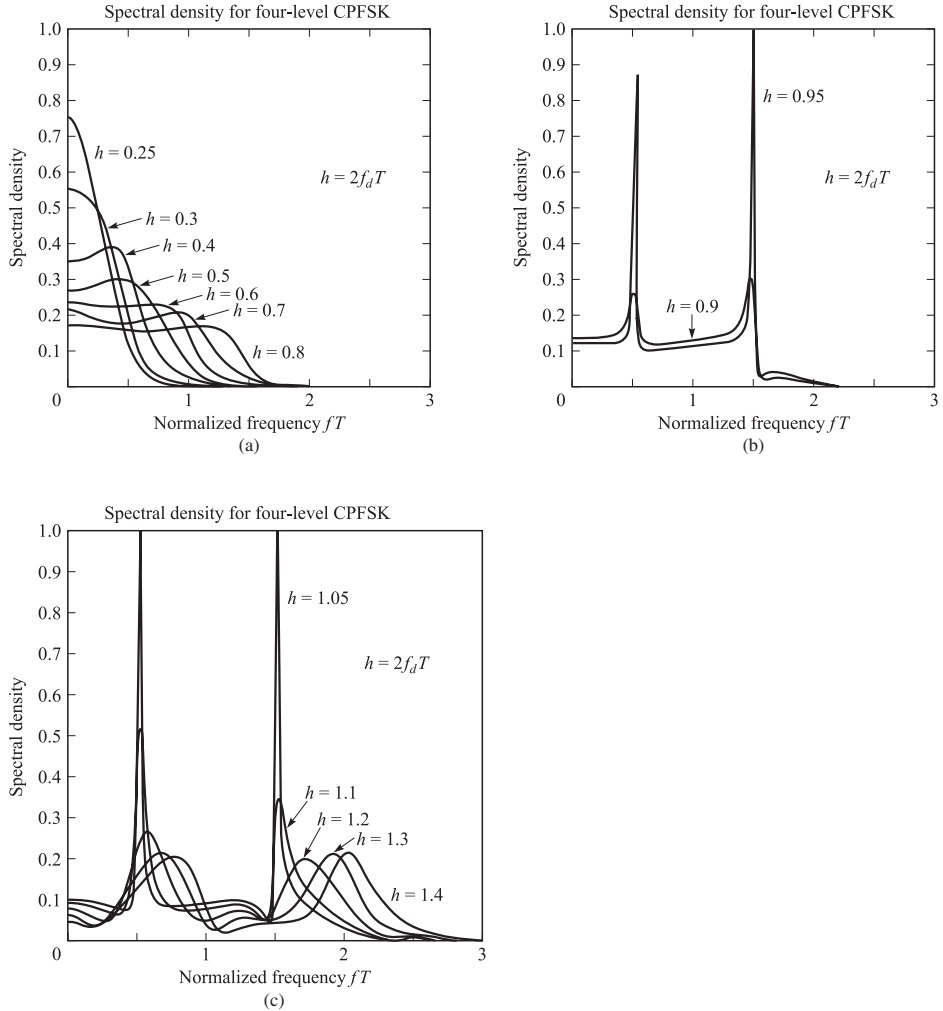 Spectral density for four-level CPFSK
1.0
0.9
0.8
0.7
0.6
0.5
0.4
0.3
0.2
0.1
Spectral density
h = 0.25
h = 2f_dT
h = 0.3
h = 0.4
h = 0.5
h = 0.6
h = 0.7
h = 0.8
0 1 2 3
Normalized frequency fT
(a)
Spectral density for four-level CPFSK
1.0
0.9
0.8
0.7
0.6
0.5
0.4
0.3
0.2
0.1
Spectral density
h = 0.95
h = 2f_dT
h = 0.9
0 1 2 3
Normalized frequency fT
(b)
Spectral density for four-level CPFSK
1.0
0.9
0.8
0.7
0.6
0.5
0.4
0.3
0.2
0.1
Spectral density
h = 1.05
h = 2f_dT
h = 1.1
h = 1.2
h = 1.3
h = 1.4
0 1 2 3
Normalized frequency fT
(c)